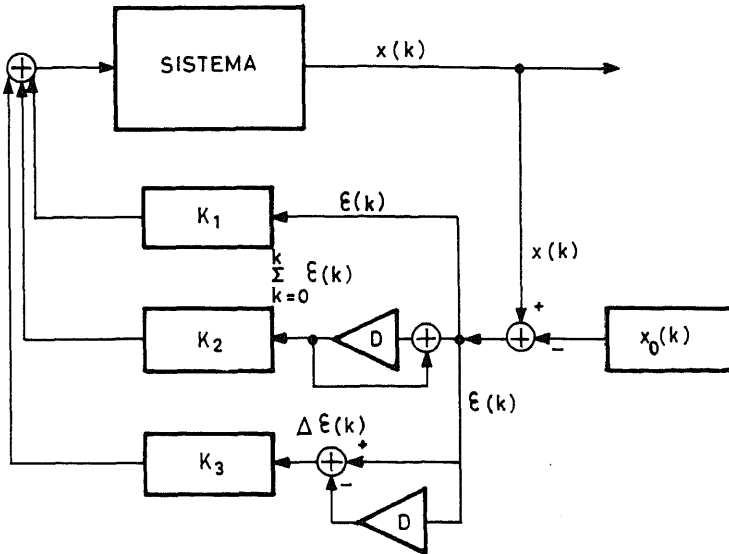 SISTEMA
x(k)
+
K₁
ε(k)
x(k)
k
Σ ε(k)
k=0
K₂
D
+
+
+
−
x₀(k)
ε(k)
Δ ε(k)
K₃
+
+
−
D